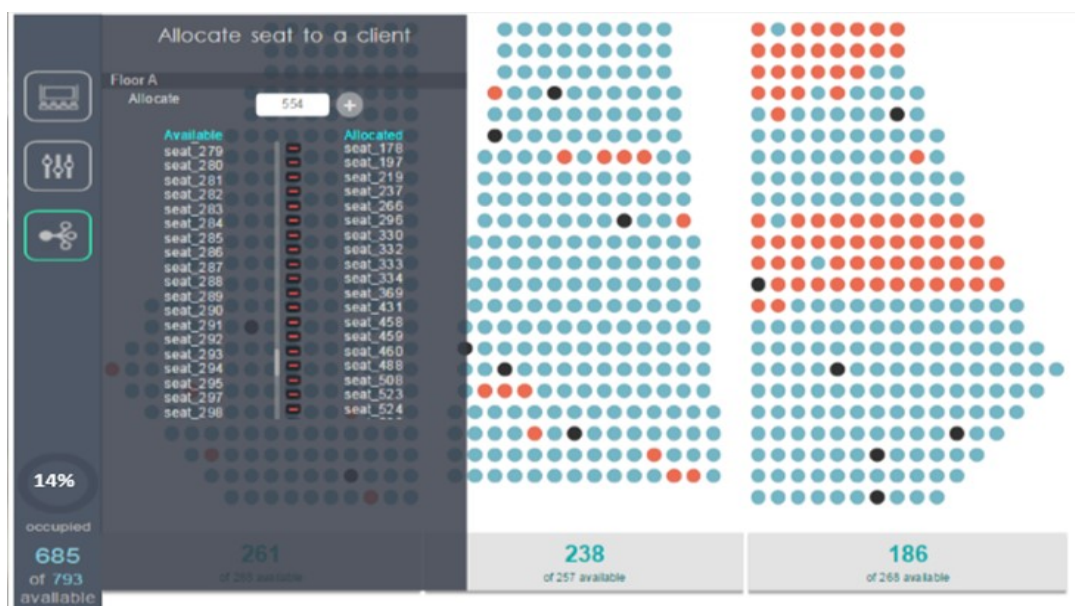 Allocate seat to a client
Floor A
Allocate 554 +
Available Allocated
seat_279 seat_178
seat_280 seat_197
seat_281 seat_219
seat_282 seat_237
seat_283 seat_266
seat_284 seat_296
seat_285 seat_330
seat_286 seat_332
seat_287 seat_333
seat_288 seat_334
seat_289 seat_369
seat_290 seat_431
seat_291 seat_458
seat_292 seat_459
seat_293 seat_460
seat_294 seat_488
seat_295 seat_508
seat_297 seat_523
seat_298 seat_524
14%
occupied
685
of 793
available
261
of available
238
of 257 available
186
of 268 available